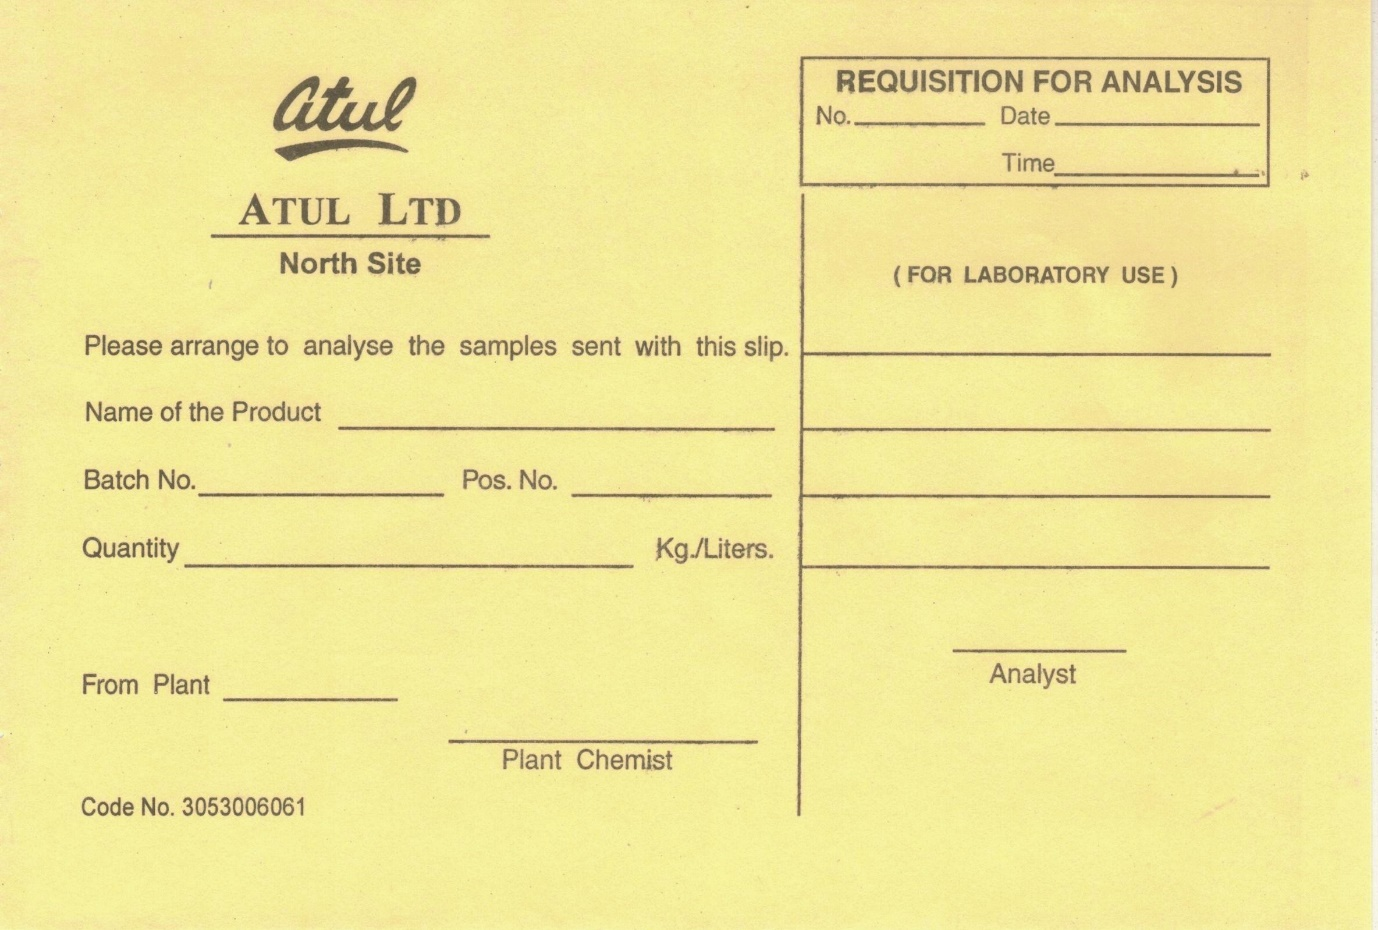 atul
ATUL LTD
North Site
REQUISITION FOR ANALYSIS
No. Date
Time
(FOR LABORATORY USE)
Please arrange to analyse the samples sent with this slip.
Name of the Product
Batch No. Pos. No.
Quantity Kg./Liters.
From Plant
Plant Chemist
Code No. 3053006061
Analyst